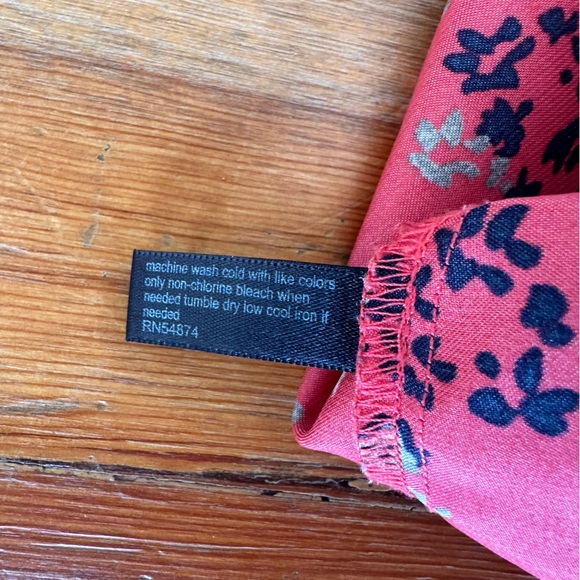 machine wash cold with like colors
only non-chlorine bleach when
needed tumble dry low cool iron if
needed
RN54874